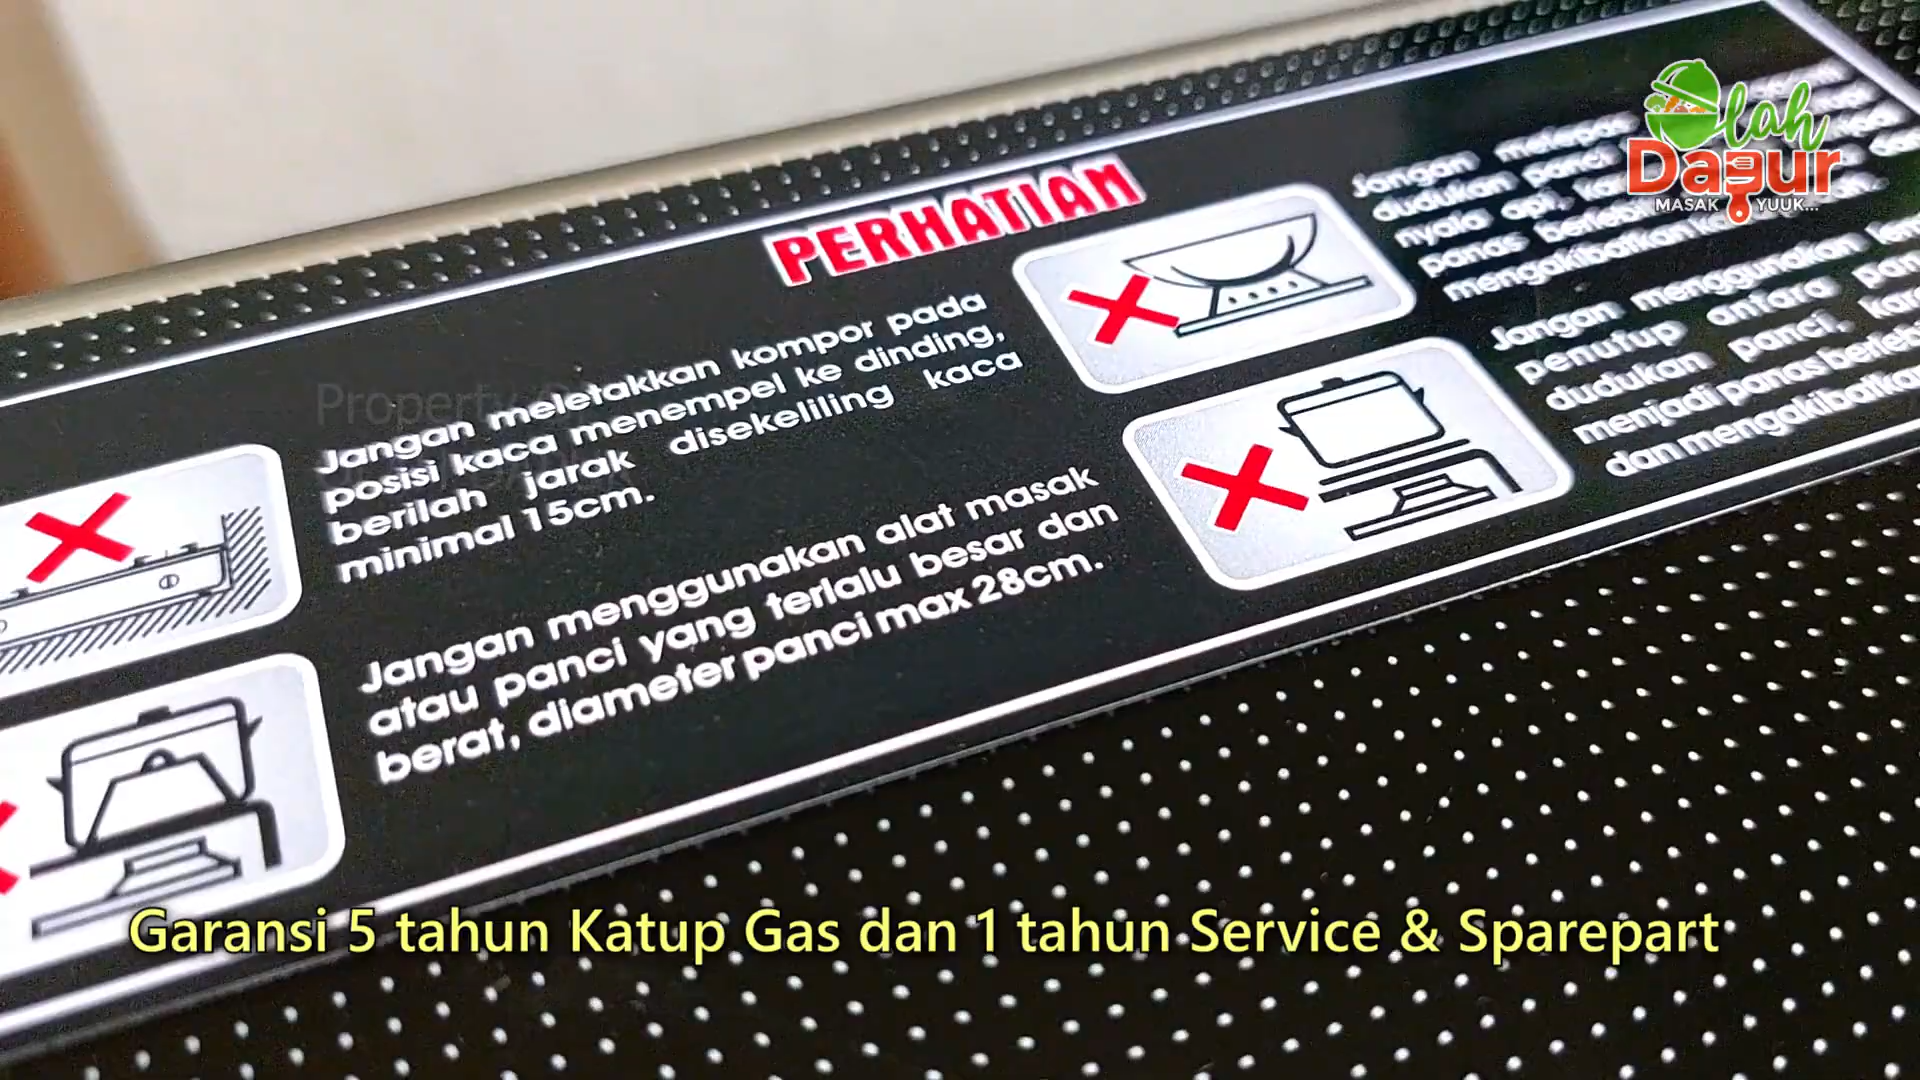 PERHATIAN
Jangan meletakkan kompor pada
posisi kaca menempel ke dinding,
berilah jarak disekeliling kaca
minimal 15cm.
Jangan menggunakan alat masak
atau panci yang terlalu besar dan
berat, diameter panci max 28cm.
Jangan melepas
dudukan panci
nyala api,
panas
mengakibatkan
Jangan menggunakan
penutup antara
dudukan panci,
menjadi panas
dan mengakibatkan
Olah
Dapur
MASAK YUUK...
Property
Garansi 5 tahun Katup Gas dan 1 tahun Service & Sparepart